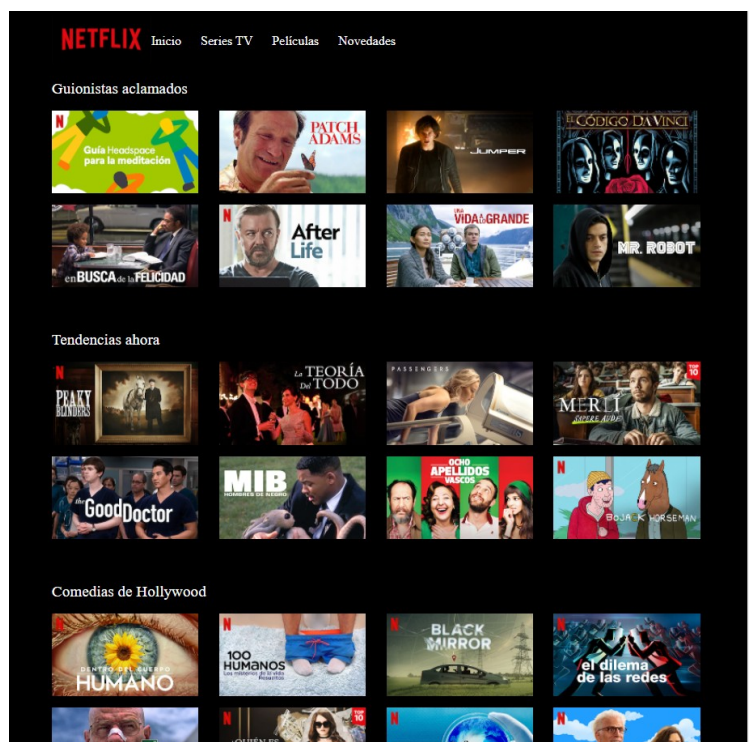 NETFLIX Inicio Series TV Películas Novedades
Guionistas aclamados
N
Guía Headspace
para la meditación
PATCH
ADAMS
JUMPER
EL CÓDIGO DA VINCI
en BUSCA de la FELICIDAD
N
After
Life
UNA
VIDA A LO GRANDE
MR. ROBOT
Tendencias ahora
N
PEAKY
BLINDERS
La TEORÍA
Del TODO
PASSENGERS
MERLÍ
SAPERE AUDE
TOP
10
the GoodDoctor
MIB
HOMBRES DE NEGRO
OCHO
APELLIDOS
VASCOS
N
BOJACK HORSEMAN
Comedias de Hollywood
N
DENTRO DEL CUERPO
HUMANO
N
100
HUMANOS
N
BLACK
MIRROR
N
el dilema
de las redes
N
¿QUIÉN ES
TOP
10
N
N